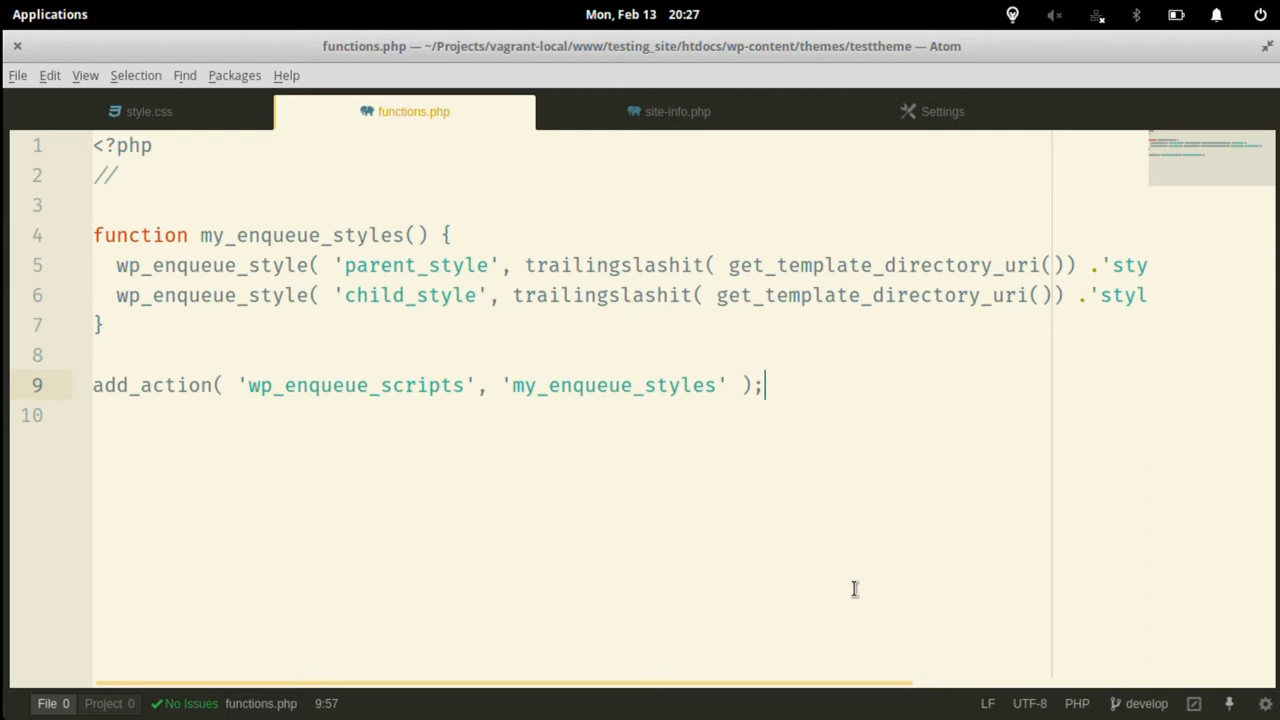 Applications Mon, Feb 13 20:27
functions.php — ~/Projects/vagrant-local/www/testing_site/htdocs/wp-content/themes/testtheme — Atom
File Edit View Selection Find Packages Help
style.css functions.php site-info.php Settings
1 <?php
2 //
3
4 function my_enqueue_styles() {
5 wp_enqueue_style( 'parent_style', trailingslashit( get_template_directory_uri()) .'sty
6 wp_enqueue_style( 'child_style', trailingslashit( get_template_directory_uri()) .'styl
7 }
8
9 add_action( 'wp_enqueue_scripts', 'my_enqueue_styles' );
10
File 0 Project 0 No Issues functions.php 9:57 LF UTF-8 PHP develop